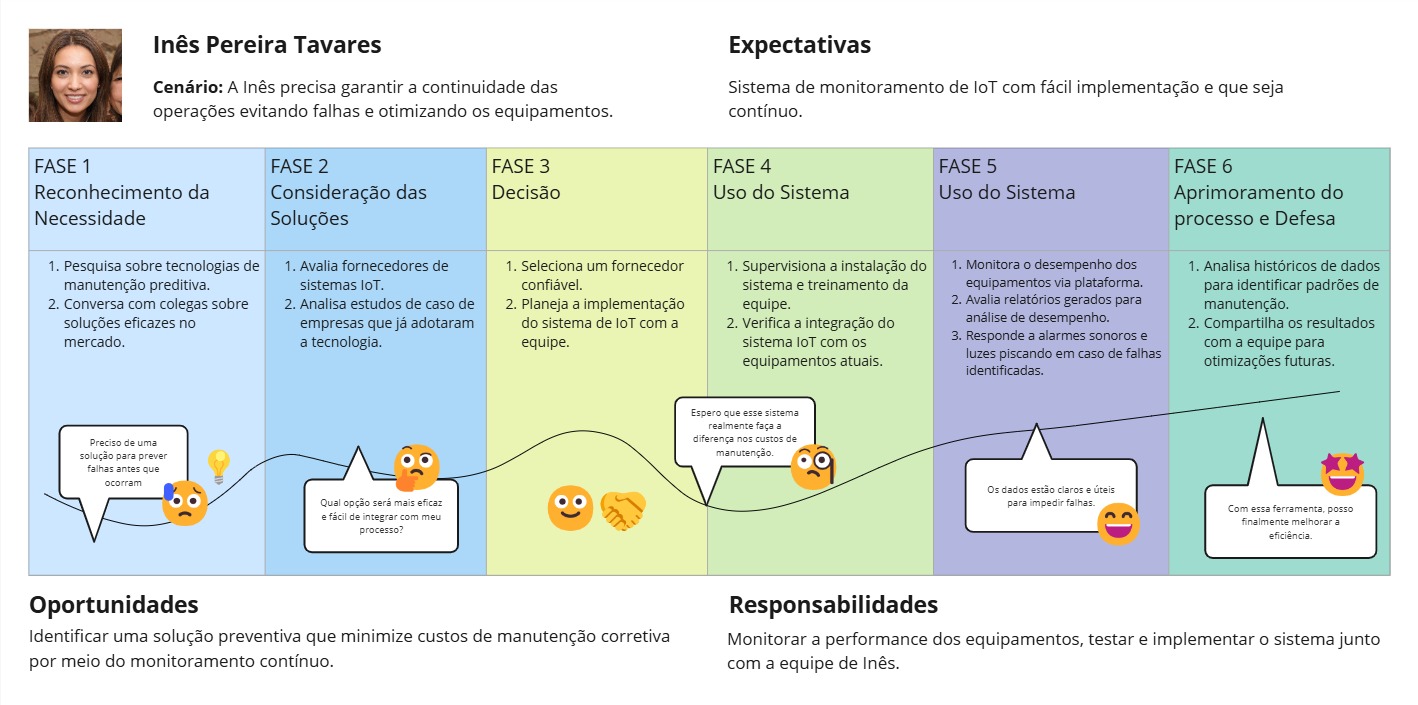 Inês Pereira Tavares
Cenário: A Inês precisa garantir a continuidade das
operações evitando falhas e otimizando os equipamentos.
Expectativas
Sistema de monitoramento de IoT com fácil implementação e que seja
contínuo.
FASE 1
Reconhecimento da
Necessidade
FASE 2
Consideração das
Soluções
FASE 3
Decisão
FASE 4
Uso do Sistema
FASE 5
Uso do Sistema
FASE 6
Aprimoramento do
processo e Defesa
1. Pesquisa sobre tecnologias de
manutenção preditiva.
2. Conversa com colegas sobre
soluções eficazes no
mercado.
1. Avalia fornecedores de
sistemas IoT.
2. Analisa estudos de caso de
empresas que já adotaram
a tecnologia.
1. Seleciona um fornecedor
confiável.
2. Planeja a implementação
do sistema de IoT com a
equipe.
1. Supervisiona a instalação do
sistema e treinamento da
equipe.
2. Verifica a integração do
sistema IoT com os
equipamentos atuais.
1. Monitora o desempenho dos
equipamentos via plataforma.
2. Avalia relatórios gerados para
análise de desempenho.
3. Responde a alarmes sonoros e
luzes piscando em caso de falhas
identificadas.
1. Analisa históricos de dados
para identificar padrões de
manutenção.
2. Compartilha os resultados
com a equipe para
otimizações futuras.
Preciso de uma
solução para prever
falhas antes que
ocorram
Qual opção será mais eficaz
e fácil de integrar com meu
processo?
Espero que esse sistema
realmente faça a
diferença nos custos de
manutenção.
Os dados estão claros e úteis
para impedir falhas.
Com essa ferramenta, posso
finalmente melhorar a
eficiência.
Oportunidades
Identificar uma solução preventiva que minimize custos de manutenção corretiva
por meio do monitoramento contínuo.
Responsabilidades
Monitorar a performance dos equipamentos, testar e implementar o sistema junto
com a equipe de Inês.